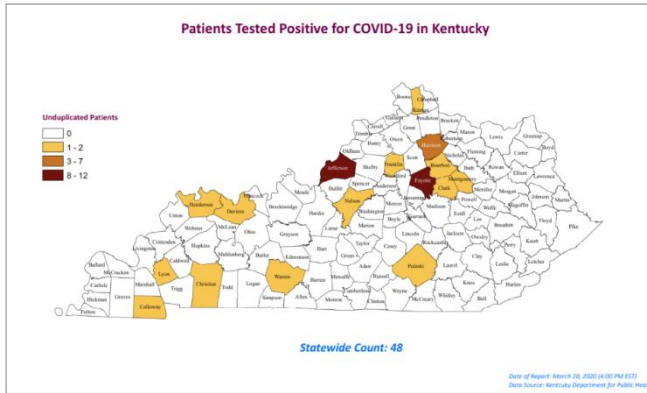 Patients Tested Positive for COVID-19 in Kentucky
Unduplicated Patients
0
1 - 2
3 - 7
8 - 12
Boone
Campbell
Kenton
Gallatin
Pendleton
Bracken
Carroll
Grant
Trimble
Owen
Mason
Lewis
Greenup
Henry
Harrison
Fleming
Boyd
Carter
Oldham
Scott
Nicholas
Jefferson
Shelby
Franklin
Bourbon
Bath
Rowan
Elliott
Lawrence
Fayette
Montgomery
Bullitt
Spencer
Anderson
Clark
Menifee
Morgan
Hancock
Meade
Nelson
Mercer
Madison
Powell
Wolfe
Johnson
Martin
Henderson
Daviess
Breckinridge
Hardin
Washington
Boyle
Garrard
Estill
Lee
Magoffin
Floyd
Pike
Union
Webster
Ohio
Larue
Marion
Lincoln
Jackson
Owsley
Breathitt
Knott
Crittenden
Hopkins
McLean
Grayson
Taylor
Casey
Rockcastle
Perry
Livingston
Muhlenberg
Butler
Edmonson
Hart
Green
Clay
Leslie
Letcher
Ballard
Caldwell
Adair
Pulaski
Laurel
McCracken
Lyon
Christian
Warren
Barren
Metcalfe
Russell
Knox
Harlan
Carlisle
Marshall
Trigg
Todd
Logan
Cumberland
Wayne
Whitley
Bell
Hickman
Graves
Simpson
Allen
Monroe
Clinton
McCreary
Fulton
Calloway
Statewide Count: 48
Date of Report: March 20, 2020 (4:00 PM EST)
Data Source: Kentucky Department for Public Heal